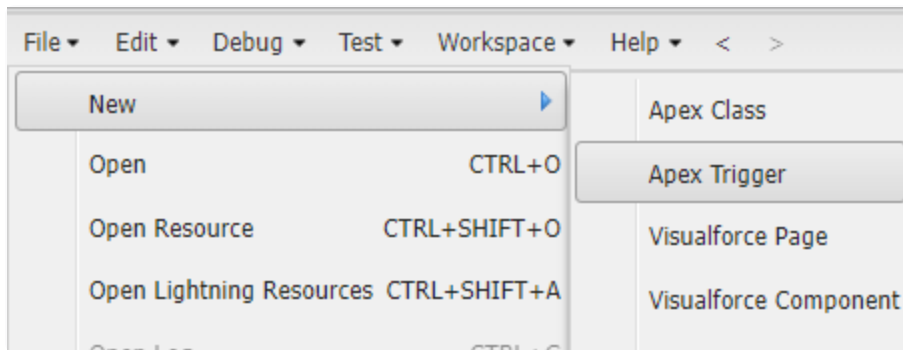 File Edit Debug Test Workspace Help < >
New
Open CTRL+O
Open Resource CTRL+SHIFT+O
Open Lightning Resources CTRL+SHIFT+A
Apex Class
Apex Trigger
Visualforce Page
Visualforce Component